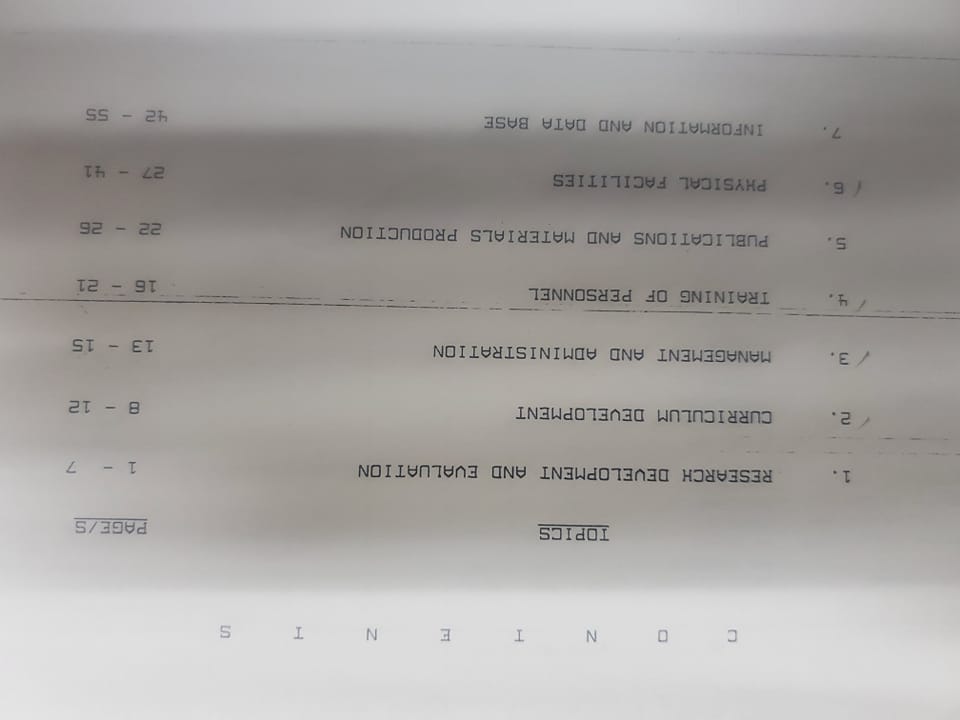 C O N T E N T S
TOPICS PAGE/S
1. RESEARCH DEVELOPMENT AND EVALUATION 1 - 7
2. CURRICULUM DEVELOPMENT 8 - 12
3. MANAGEMENT AND ADMINISTRATION 13 - 15
4. TRAINING OF PERSONNEL 16 - 21
5. PUBLICATIONS AND MATERIALS PRODUCTION 22 - 26
6. PHYSICAL FACILITIES 27 - 41
7. INFORMATION AND DATA BASE 42 - 55